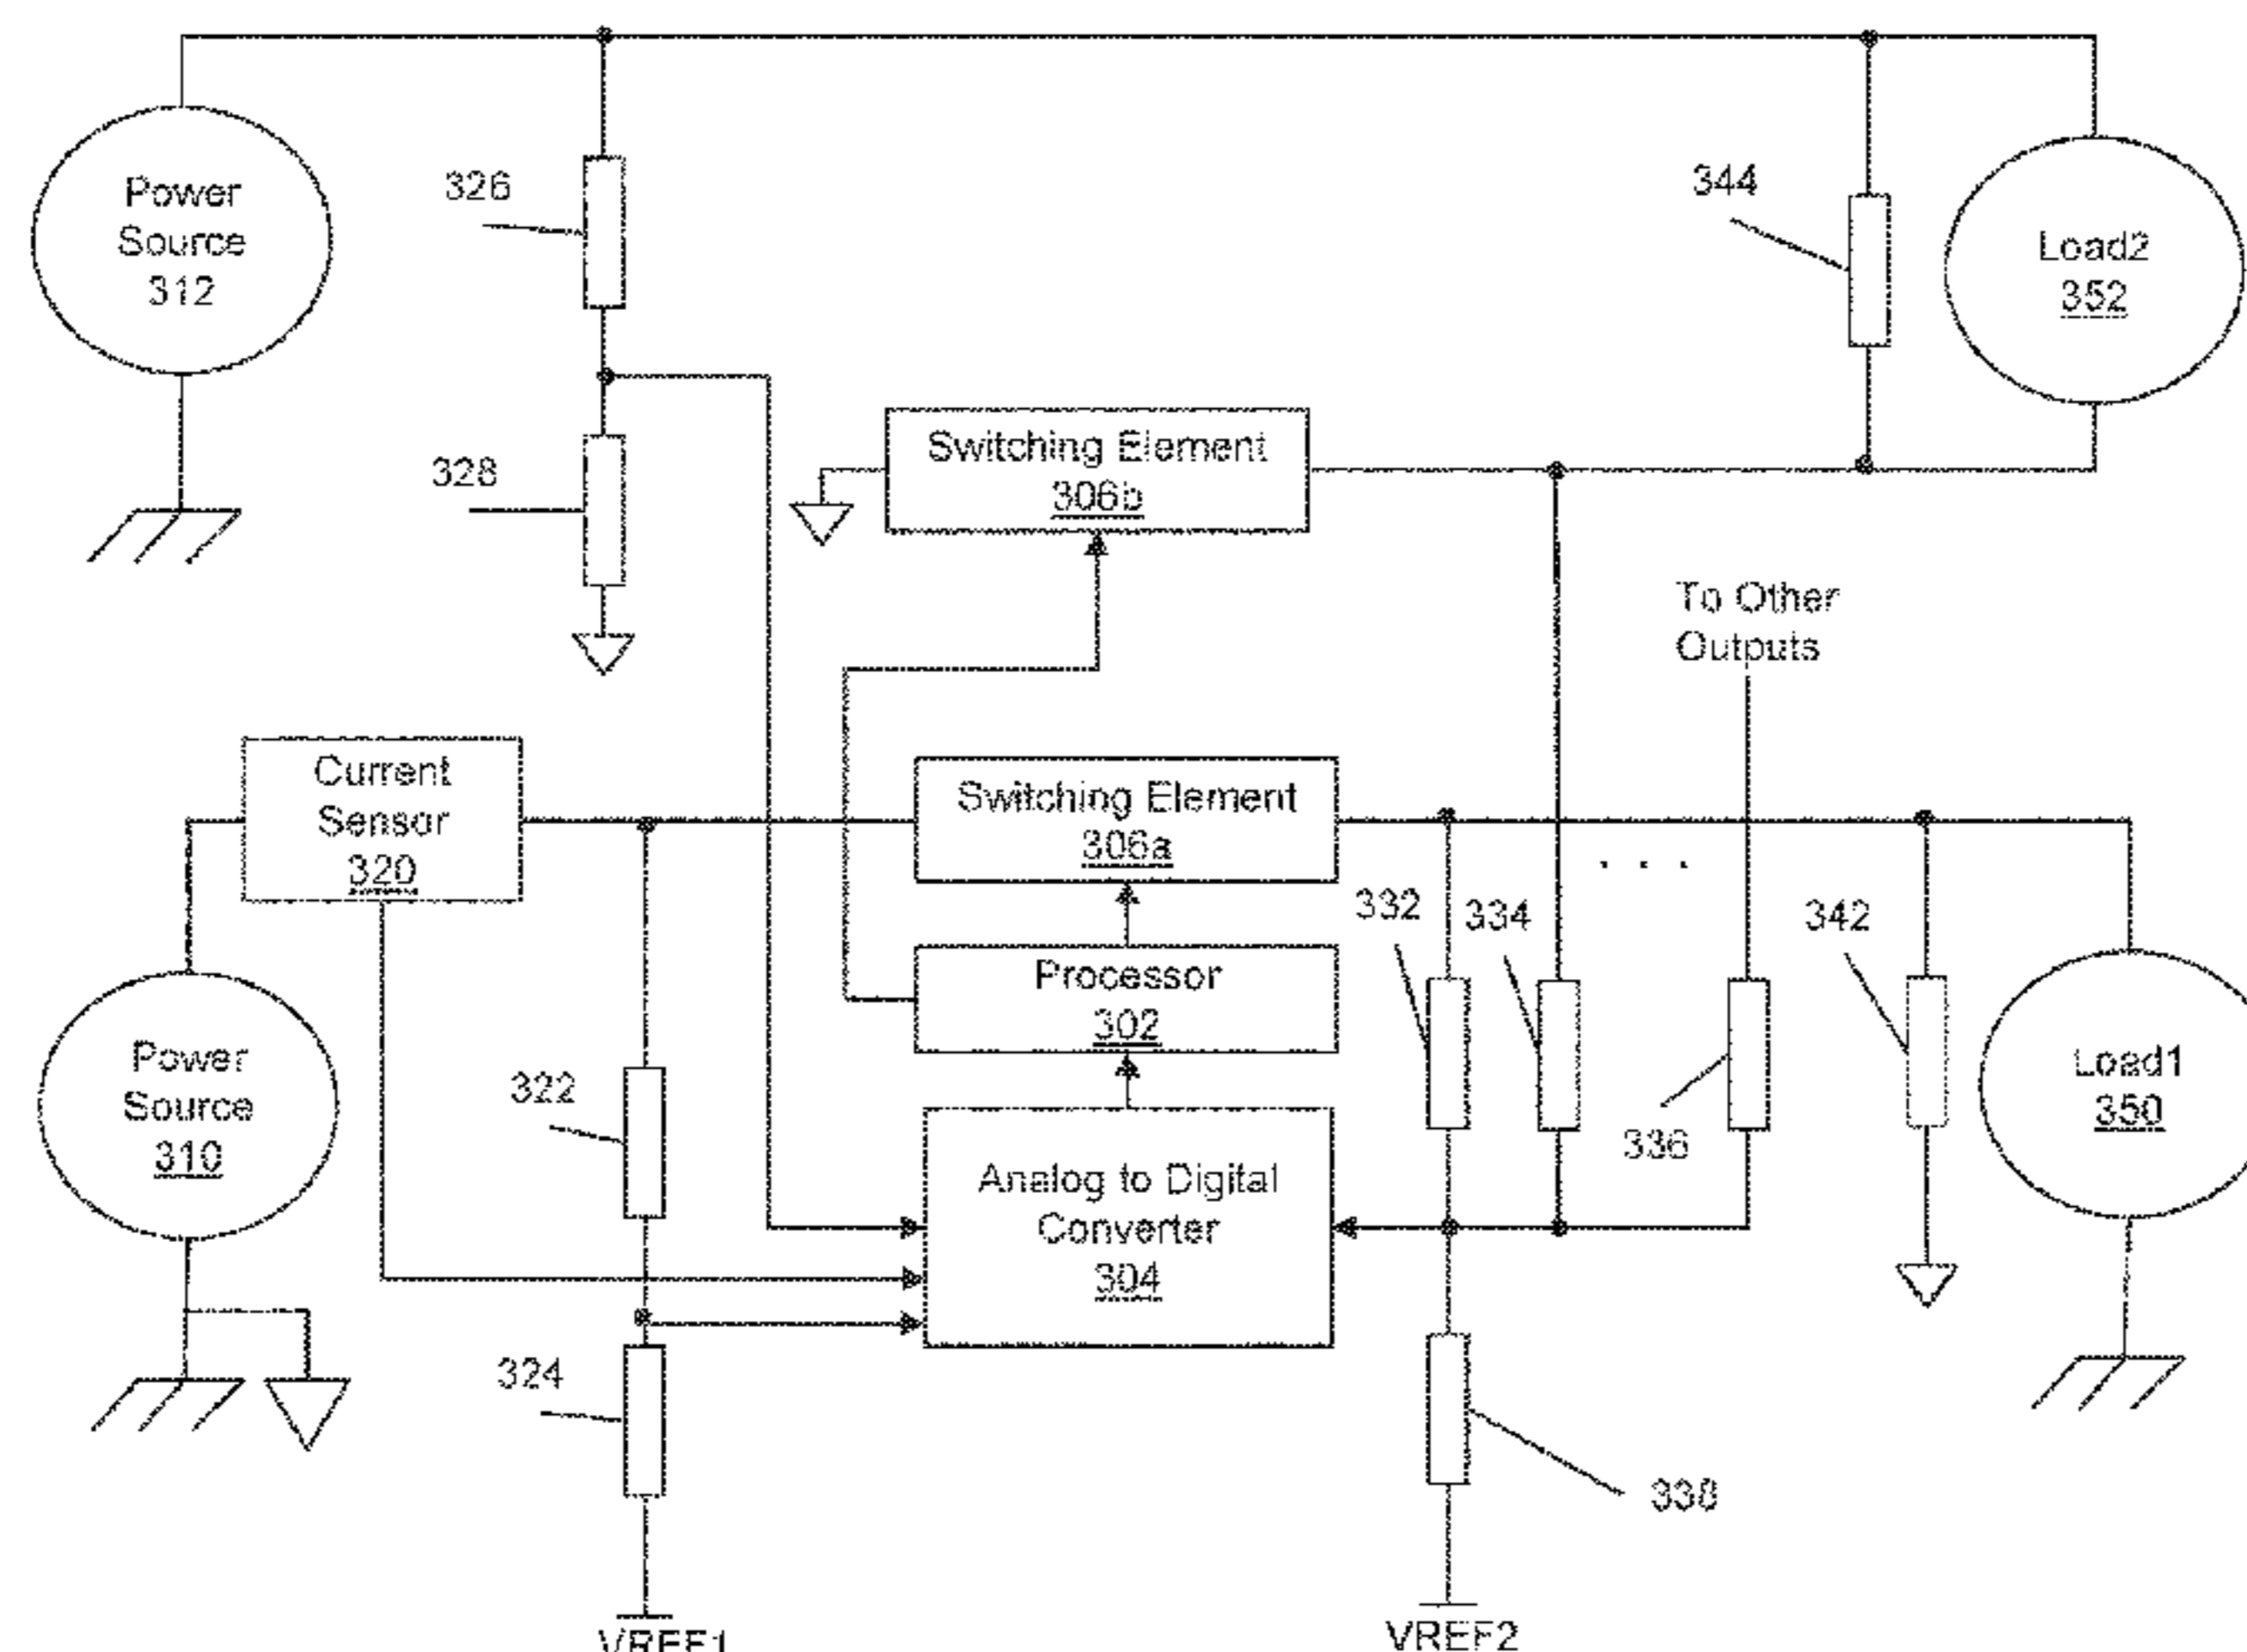 Power
Source
312
326
328
344
Load2
352
Switching Element
306b
To Other
Outputs
Current
Sensor
320
Switching Element
306a
. . .
332
334
342
Processor
302
Power
Source
310
322
336
Load1
350
Analog to Digital
Converter
304
324
338
VREF1
VREF2